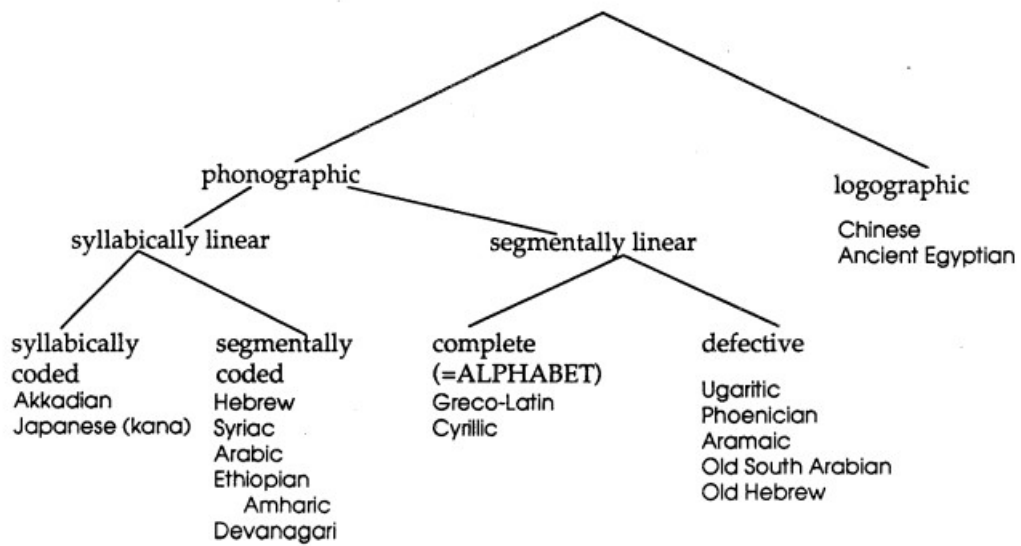 phonographic
logographic
Chinese
Ancient Egyptian
syllabically linear
segmentally linear
syllabically
coded
Akkadian
Japanese (kana)
segmentally
coded
Hebrew
Syriac
Arabic
Ethiopian
Amharic
Devanagari
complete
(=ALPHABET)
Greco-Latin
Cyrillic
defective
Ugaritic
Phoenician
Aramaic
Old South Arabian
Old Hebrew